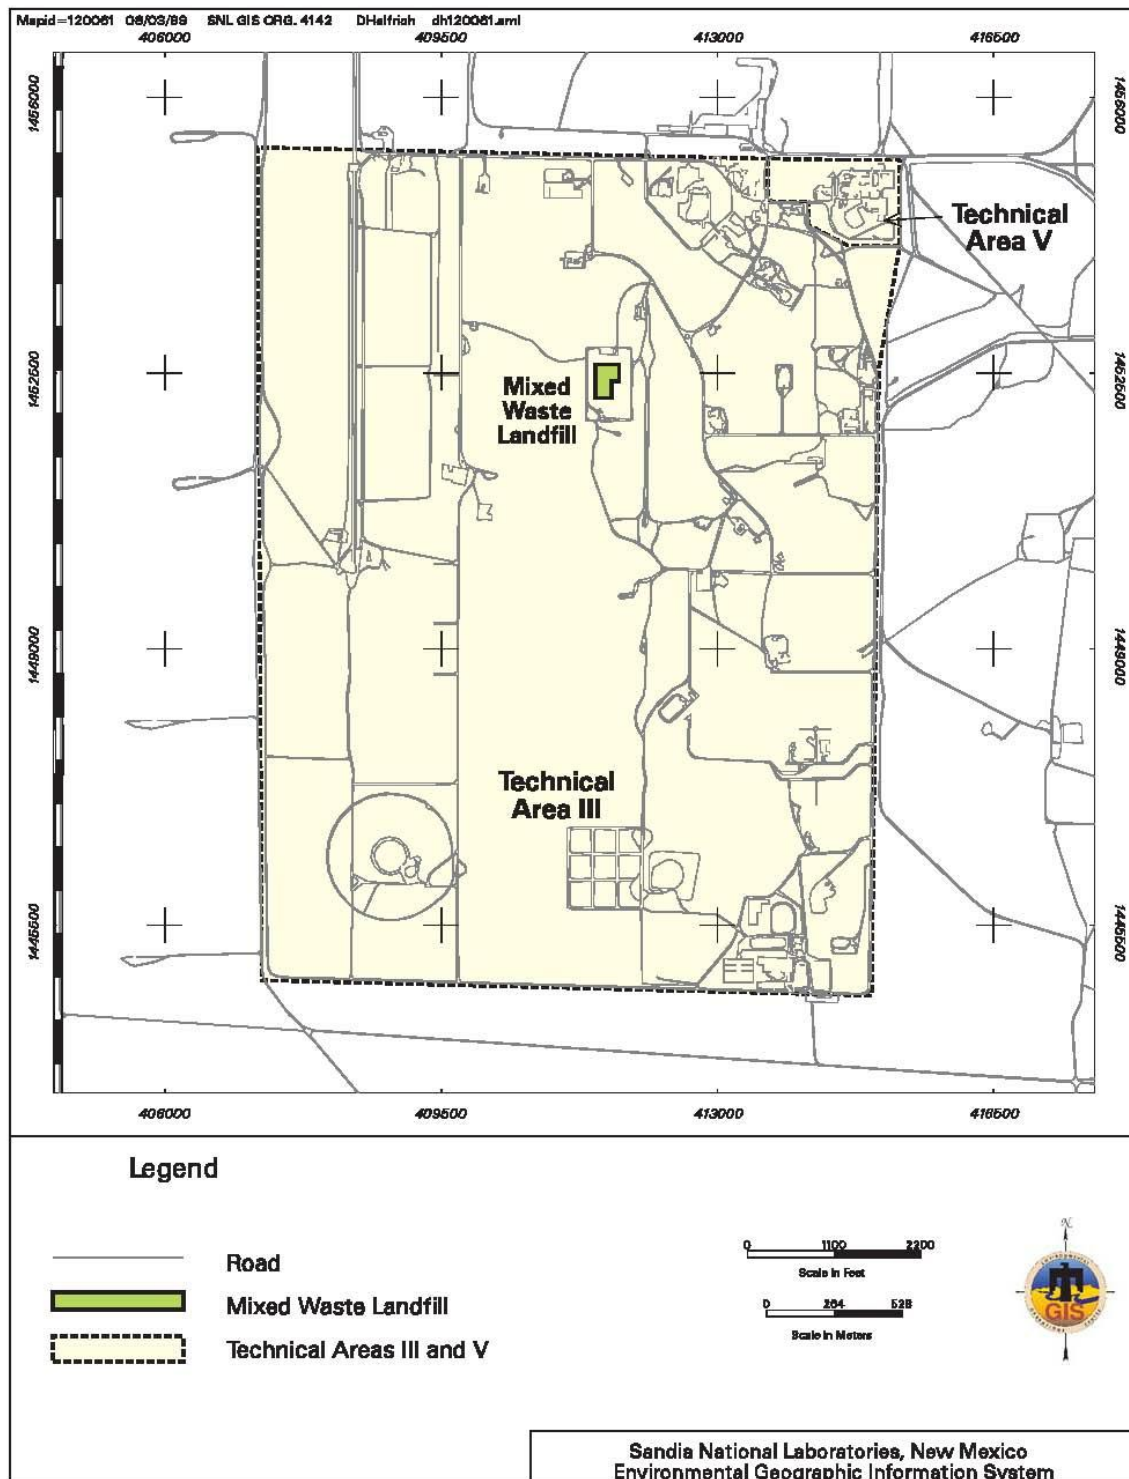 Mapid=120061 06/03/99 SNL GIS ORG. 4142 DHelfrich dh120061.aml
406000 409500 413000 416500
1456000 1456000
Technical
Area V
1452500 1452500
Mixed
Waste
Landfill
1449000 1449000
Technical
Area III
1445500 1445500
406000 409500 413000 416500
Legend
Road
Mixed Waste Landfill
Technical Areas III and V
0 1100 2200
Scale in Feet
0 264 528
Scale in Meters
N
GIS
Sandia National Laboratories, New Mexico
Environmental Geographic Information System